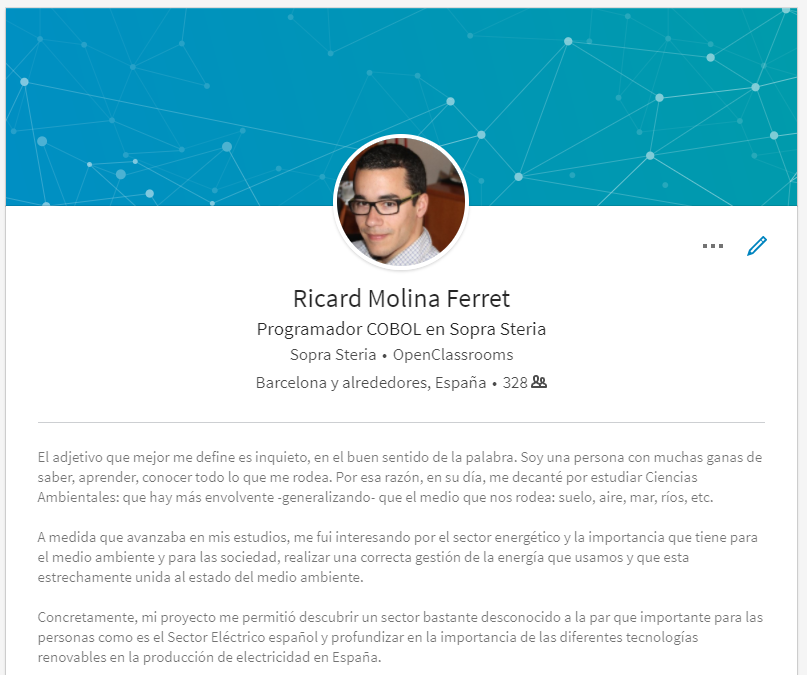 Ricard Molina Ferret
Programador COBOL en Sopra Steria
Sopra Steria • OpenClassrooms
Barcelona y alrededores, España • 328
El adjetivo que mejor me define es inquieto, en el buen sentido de la palabra. Soy una persona con muchas ganas de
saber, aprender, conocer todo lo que me rodea. Por esa razón, en su día, me decanté por estudiar Ciencias
Ambientales: que hay más envolvente -generalizando- que el medio que nos rodea: suelo, aire, mar, ríos, etc.
A medida que avanzaba en mis estudios, me fui interesando por el sector energético y la importancia que tiene para
el medio ambiente y para las sociedad, realizar una correcta gestión de la energía que usamos y que esta
estrechamente unida al estado del medio ambiente.
Concretamente, mi proyecto me permitió descubrir un sector bastante desconocido a la par que importante para las
personas como es el Sector Eléctrico español y profundizar en la importancia de las diferentes tecnologías
renovables en la producción de electricidad en España.